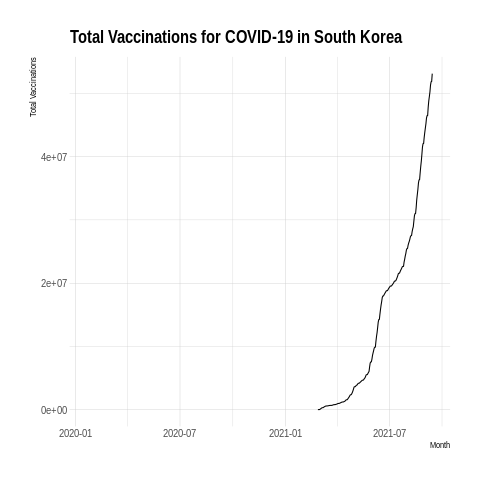 Total Vaccinations for COVID-19 in South Korea
Total Vaccinations
4e+07
2e+07
0e+00
2020-01 2020-07 2021-01 2021-07
Month